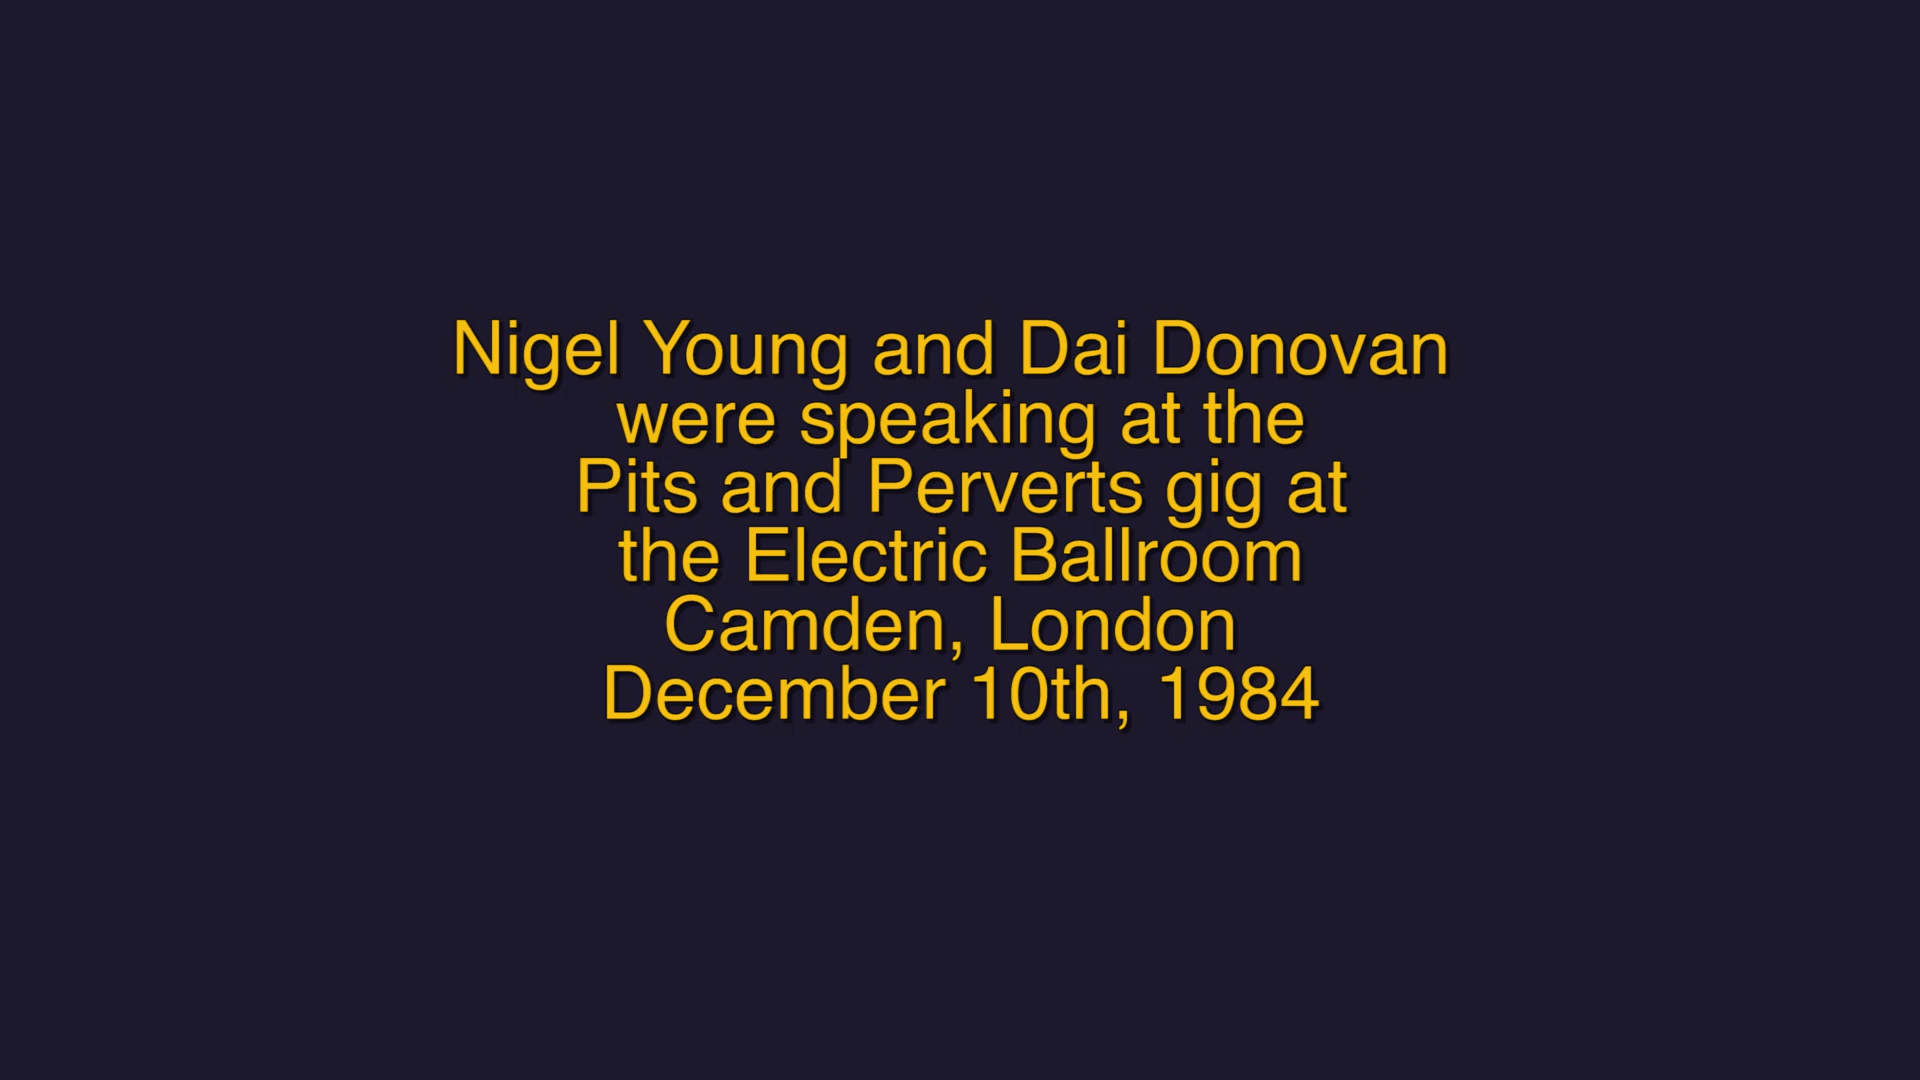 Nigel Young and Dai Donovan
were speaking at the
Pits and Perverts gig at
the Electric Ballroom
Camden, London
December 10th, 1984